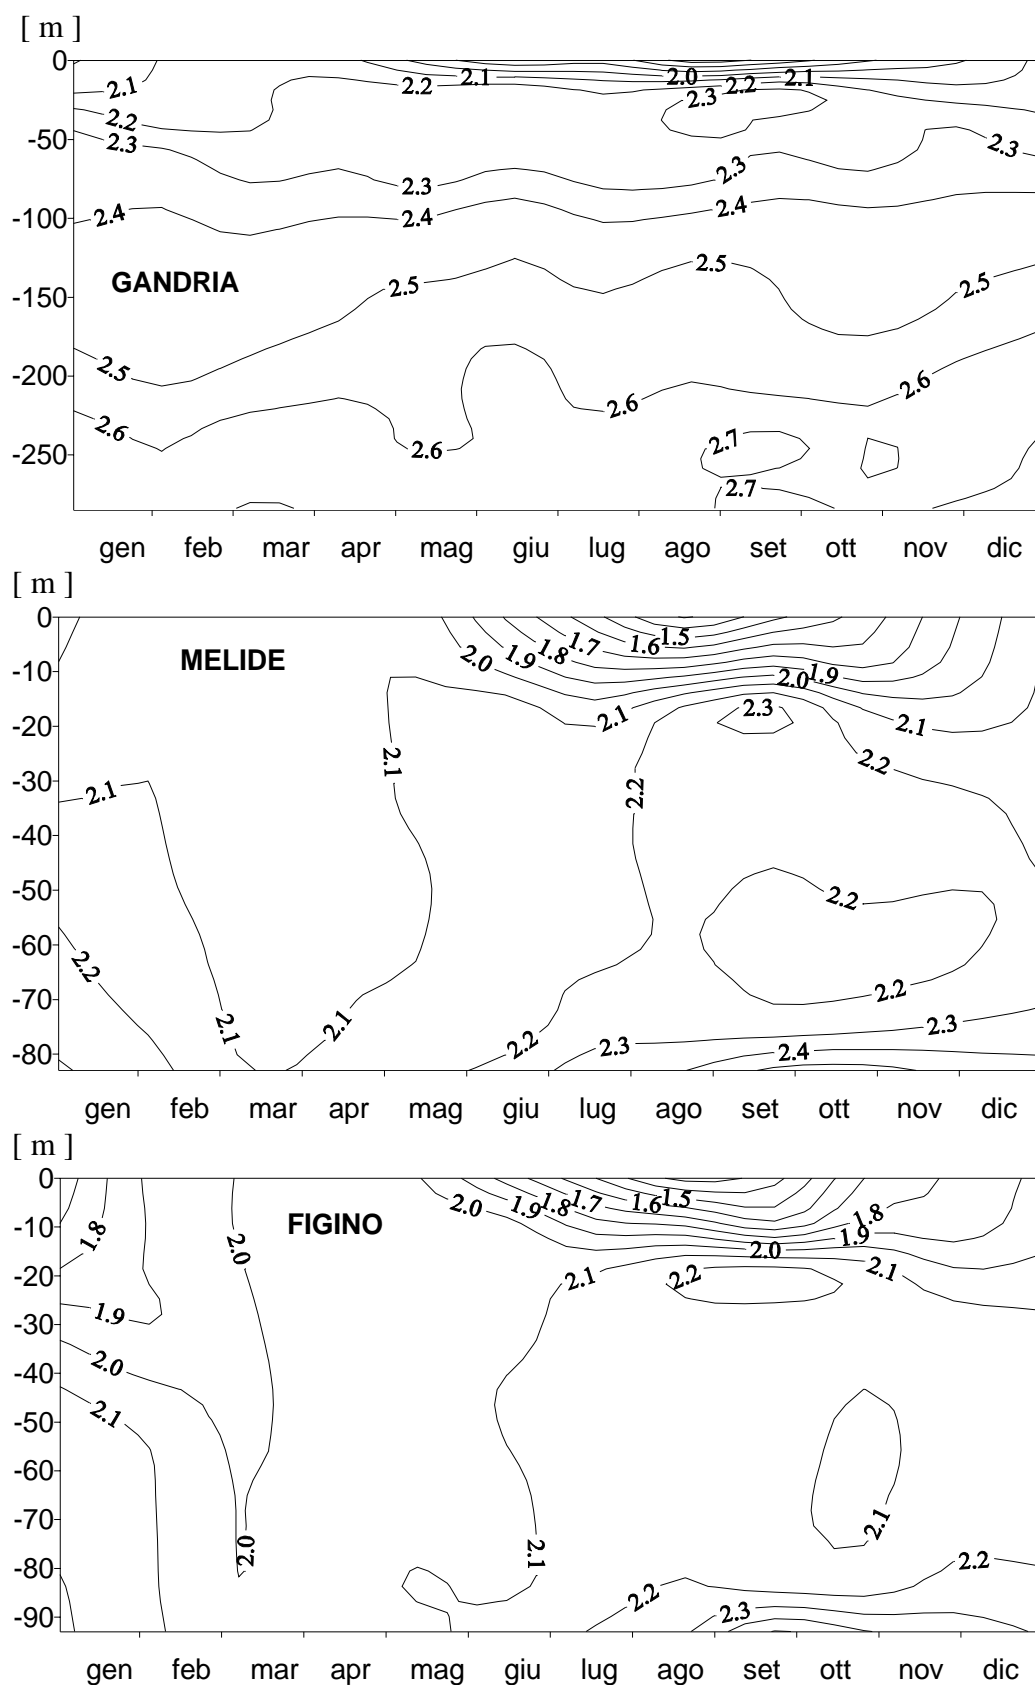 [ m ]
0
2.1 2.2 2.1 2.0 2.2 2.1
2.2 2.3
-50
2.3 2.3 2.3 2.3
-100
2.4 2.4 2.4
GANDRIA
2.5 2.5 2.5
-150
-200
2.5 2.6 2.6
2.6 2.6 2.7
-250
2.7
gen feb mar apr mag giu lug ago set ott nov dic
[ m ]
0
MELIDE
2.0 1.9 1.8 1.7 1.6 1.5
-10
2.0 1.9
2.1 2.3 2.1
-20
2.1 2.2
-30
2.1 2.2
-40
-50
2.2
-60
2.2
2.2
-70
2.1 2.1 2.3
-80
2.2 2.3 2.4
gen feb mar apr mag giu lug ago set ott nov dic
[ m ]
0
2.0 1.9 1.8 1.7 1.6 1.5
-10
1.8 FIGINO 1.8
2.0 2.0 1.9
-20
2.1 2.2 2.1
-30
1.9
-40
2.0
-50
2.1
-60
-70
2.1
2.0 2.1
-80
2.2
2.2
-90
2.3
gen feb mar apr mag giu lug ago set ott nov dic